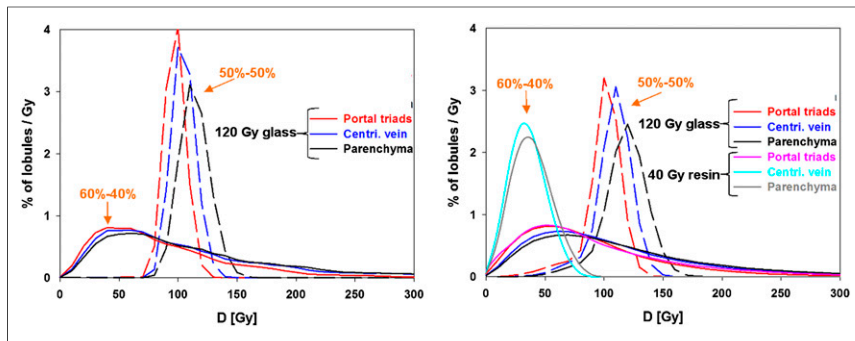 % of lobules / Gy
4
3
2
1
0
50%-50%
120 Gy glass
Portal triads
Centri. vein
Parenchyma
60%-40%
0
50
100
150
200
250
300
D [Gy]
% of lobules / Gy
4
3
2
1
0
60%-40%
50%-50%
120 Gy glass
Portal triads
Centri. vein
Parenchyma
40 Gy resin
Portal triads
Centri. vein
Parenchyma
0
50
100
150
200
250
300
D [Gy]